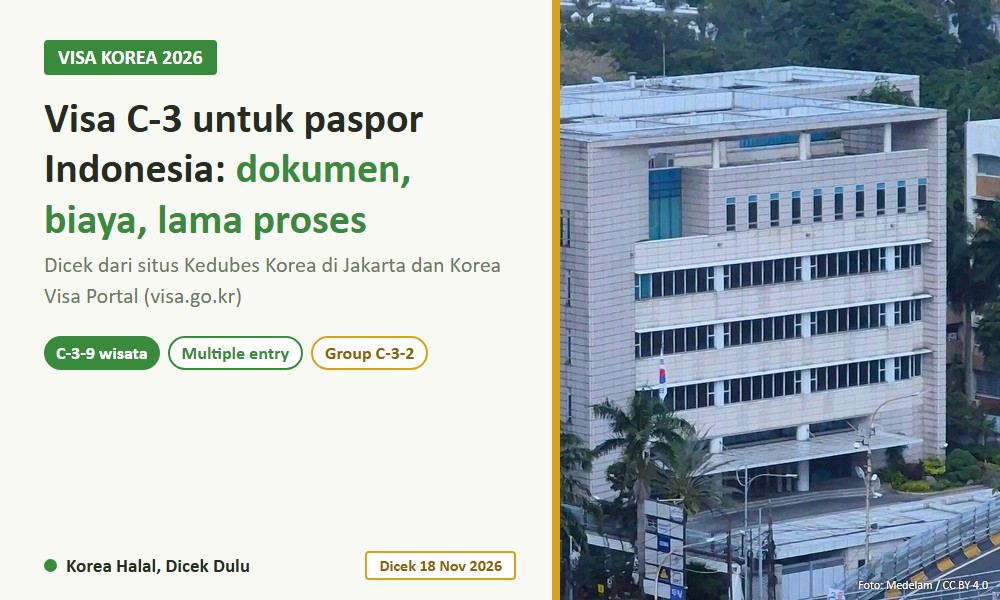 VISA KOREA 2026
Visa C-3 untuk paspor
Indonesia: dokumen,
biaya, lama proses
Dicek dari situs Kedubes Korea di Jakarta dan Korea
Visa Portal (visa.go.kr)
C-3-9 wisata
Multiple entry
Group C-3-2
Korea Halal, Dicek Dulu
Dicek 18 Nov 2026
Foto: Medelam / CC BY 4.0